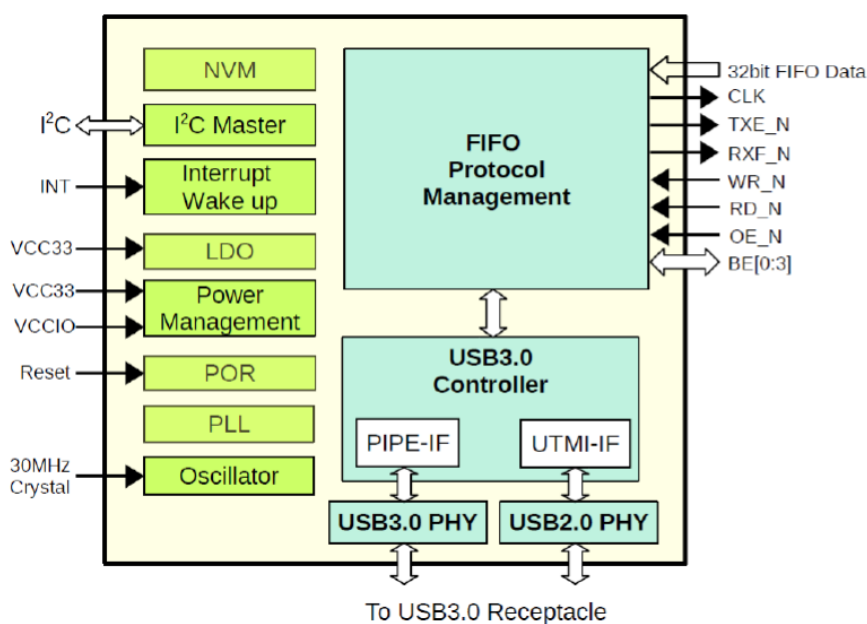 NVM
I²C
I²C Master
INT
Interrupt
Wake up
VCC33
LDO
VCC33
VCCIO
Power
Management
Reset
POR
PLL
30MHz
Crystal
Oscillator
FIFO
Protocol
Management
32bit FIFO Data
CLK
TXE_N
RXF_N
WR_N
RD_N
OE_N
BE[0:3]
USB3.0
Controller
PIPE-IF
UTMI-IF
USB3.0 PHY
USB2.0 PHY
To USB3.0 Receptacle